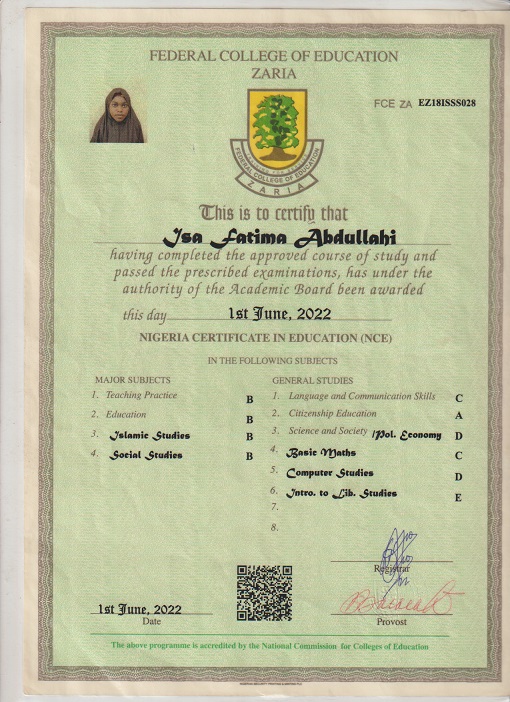 FEDERAL COLLEGE OF EDUCATION
ZARIA
FCE ZA EZ18ISSS028
FEDERAL COLLEGE OF EDUCATION
ZARIA
This is to certify that
Isa Fatima Abdullahi
having completed the approved course of study and
passed the prescribed examinations, has under the
authority of the Academic Board been awarded
this day 1st June, 2022
NIGERIA CERTIFICATE IN EDUCATION (NCE)
IN THE FOLLOWING SUBJECTS
MAJOR SUBJECTS
1. Teaching Practice B
2. Education B
3. Islamic Studies B
4. Social Studies B
GENERAL STUDIES
1. Language and Communication Skills C
2. Citizenship Education A
3. Science and Society /Pol. Economy D
4. Basic Maths C
5. Computer Studies D
6. Intro. to Lib. Studies E
7.
8.
Registrar
1st June, 2022
Date
Provost
The above programme is accredited by the National Commission for Colleges of Education